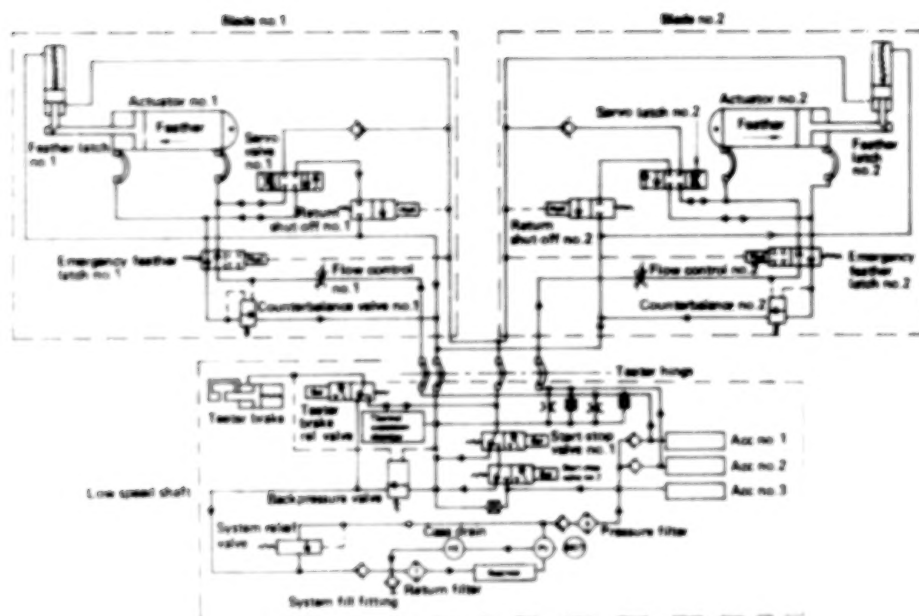 Blade no.1
Blade no.2
Actuator no.1
Feather
Feather latch
no.1
Servo
valve
no.1
Return
shut off no.1
Emergency feather
latch no.1
Flow control
no.1
Counterbalance valve no.1
Servo latch
no.2
Actuator no.2
Feather
Feather
latch
no.2
Return
shut off no.2
Flow control no.2
Emergency
feather
latch no.2
Counterbalance no.2
Teeter brake
Teeter
brake
rel valve
Start stop
valve no.1
Acc no. 1
Acc no. 2
Acc no. 3
Low speed shaft
Backpressure valve
System relief
valve
Case drain
Pressure filter
Return filter
System fill fitting